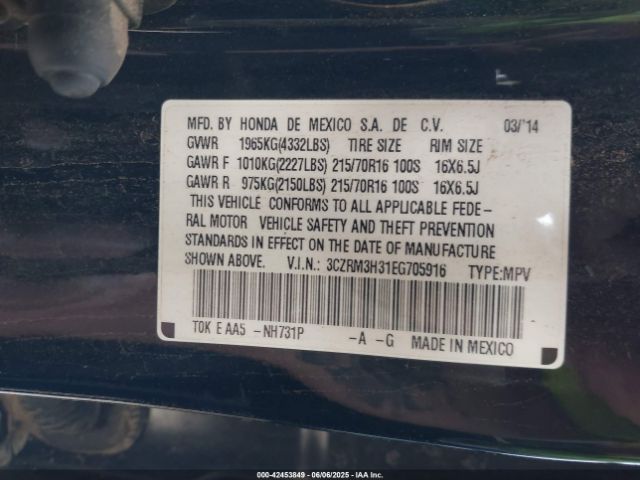 MFD. BY HONDA DE MEXICO S.A. DE C.V. 03/'14
GVWR 1965KG(4332LBS) TIRE SIZE RIM SIZE
GAWR F 1010KG(2227LBS) 215/70R16 100S 16X6.5J
GAWR R 975KG(2150LBS) 215/70R16 100S 16X6.5J
THIS VEHICLE CONFORMS TO ALL APPLICABLE FEDE-
RAL MOTOR VEHICLE SAFETY AND THEFT PREVENTION
STANDARDS IN EFFECT ON THE DATE OF MANUFACTURE
SHOWN ABOVE. V.I.N.: 3CZRM3H31EG705916 TYPE:MPV
T0K E AA5 -NH731P -A -G MADE IN MEXICO
000-42453849 - 06/06/2025 - IAA Inc.